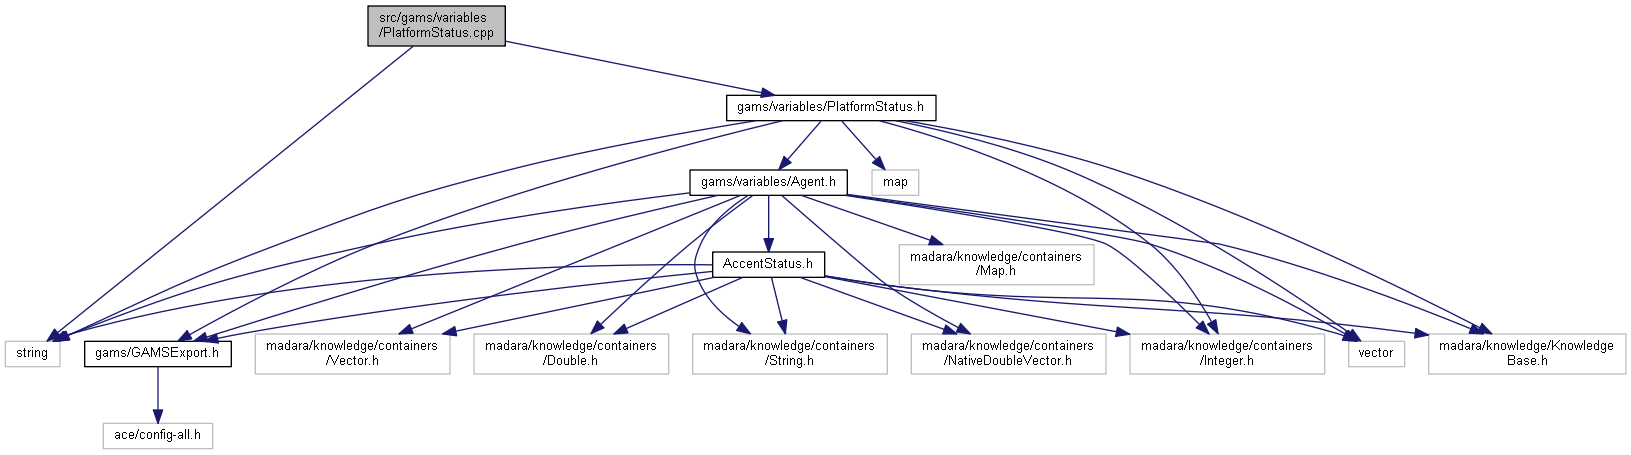 src/gams/variables
/PlatformStatus.cpp
gams/variables/PlatformStatus.h
gams/variables/Agent.h
map
AccentStatus.h
madara/knowledge/containers
/Map.h
string
gams/GAMSExport.h
madara/knowledge/containers
/Vector.h
madara/knowledge/containers
/Double.h
madara/knowledge/containers
/String.h
madara/knowledge/containers
/NativeDoubleVector.h
madara/knowledge/containers
/Integer.h
vector
madara/knowledge/Knowledge
Base.h
ace/config-all.h